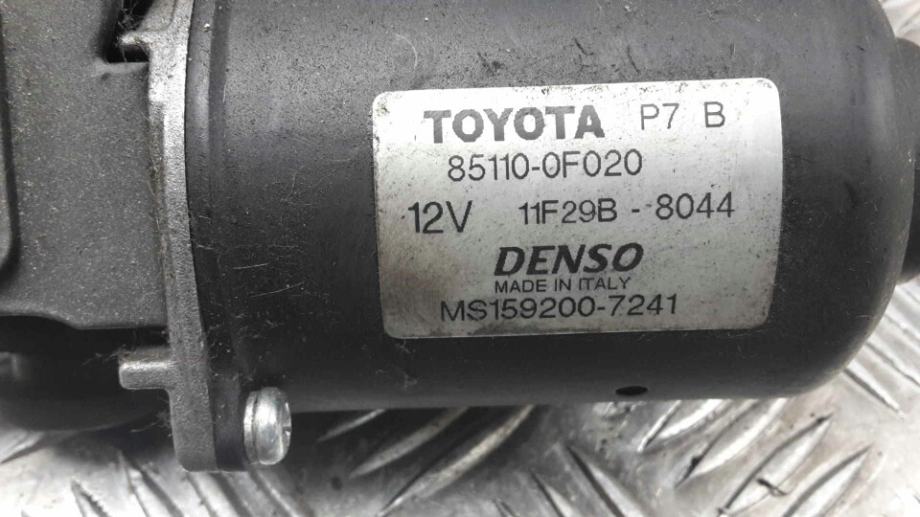 TOYOTA P7 B
85110-0F020
12V 11F29B - 8044
DENSO
MADE IN ITALY
MS159200-7241